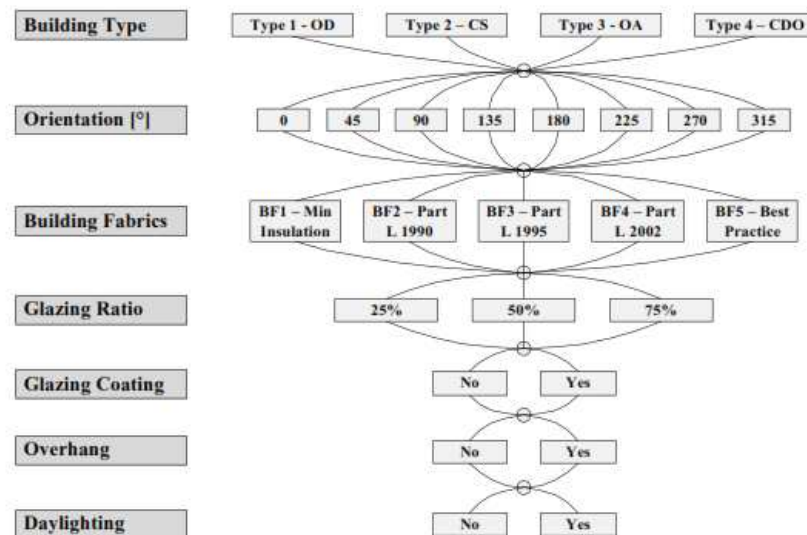 Building Type
Type 1 - OD
Type 2 – CS
Type 3 - OA
Type 4 – CDO
Orientation [°]
0
45
90
135
180
225
270
315
Building Fabrics
BF1 – Min
Insulation
BF2 – Part
L 1990
BF3 – Part
L 1995
BF4 – Part
L 2002
BF5 – Best
Practice
Glazing Ratio
25%
50%
75%
Glazing Coating
No
Yes
Overhang
No
Yes
Daylighting
No
Yes